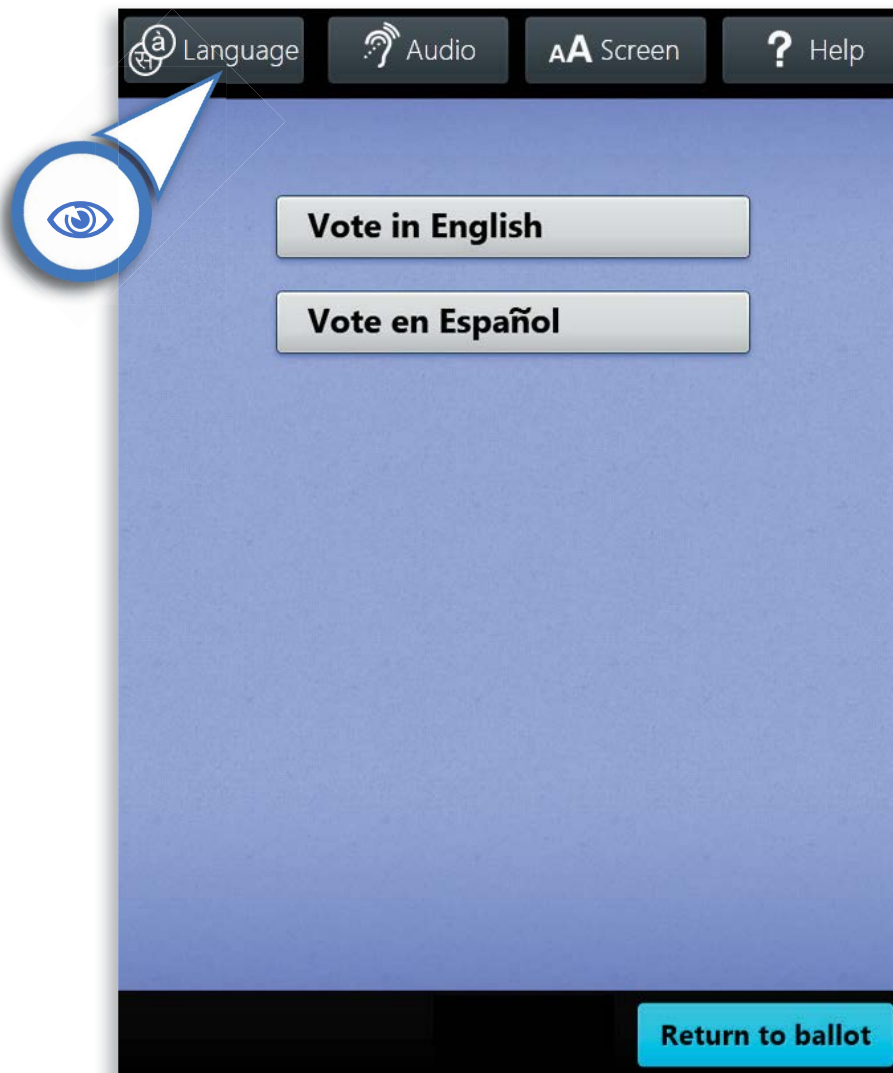 Language
Audio
AA Screen
? Help
Vote in English
Vote en Español
Return to ballot